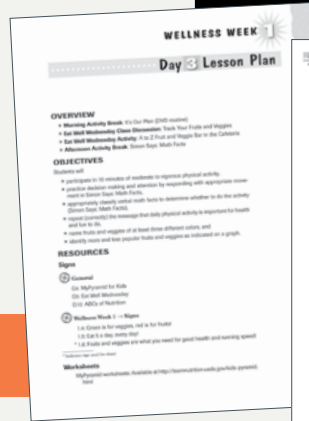 WELLNESS WEEK 1
Day 3 Lesson Plan
OVERVIEW
• Morning Activity Break: It's Our Plan (DVD routine)
• Eat Well Wednesday Class Discussion: Track Your Fruits and Veggies
• Eat Well Wednesday Activity: A to Z Fruit and Veggie Bar in the Cafeteria
• Afternoon Activity Break: Simon Says: Math Facts
OBJECTIVES
Students will
• participate in 10 minutes of moderate to vigorous physical activity,
• practice decision making and attention by responding with appropriate move-
ment in Simon Says: Math Facts,
• appropriately classify verbal math facts to determine whether to do the activity
(Simon Says: Math Facts),
• repeat (correctly) the message that daily physical activity is important for health
and fun to do,
• name fruits and veggies of at least three different colors, and
• identify more and less popular fruits and veggies as indicated on a graph.
RESOURCES
Signs
General
MyPyramid for Kids
Eat Well Wednesday
ABCs of Nutrition
Wellness Week 1 → Signs
1.4: Green is for veggies, red is for fruits!
1.5: Eat 5 a day, every day!
* 1.6: Fruits and veggies are what you need for good health and running speed!
Worksheets
MyPyramid worksheets: Available at
html